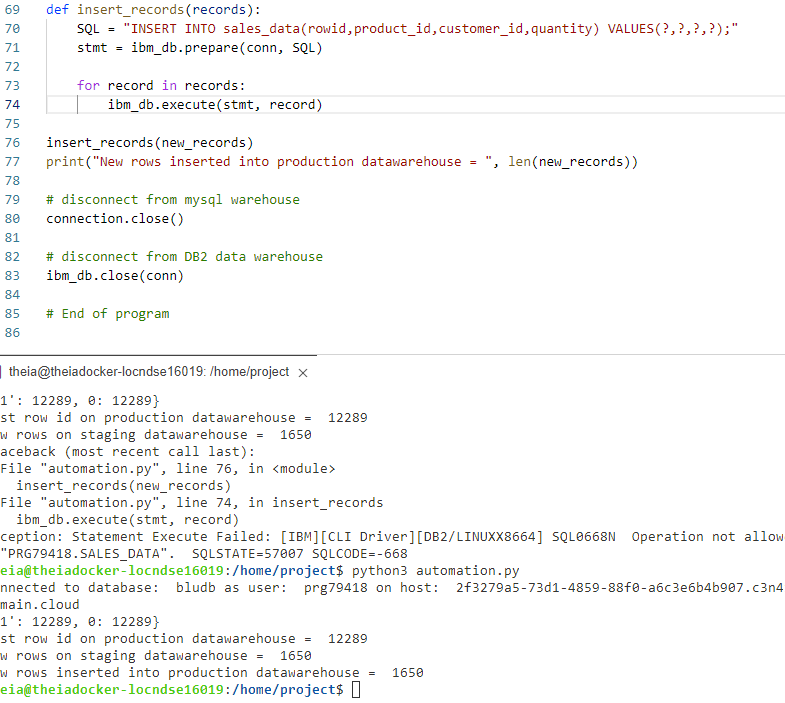 69 def insert_records(records):
70 SQL = "INSERT INTO sales_data(rowid,product_id,customer_id,quantity) VALUES(?,?,?,?);"
71 stmt = ibm_db.prepare(conn, SQL)
72
73 for record in records:
74 ibm_db.execute(stmt, record)
75
76 insert_records(new_records)
77 print("New rows inserted into production datawarehouse = ", len(new_records))
78
79 # disconnect from mysql warehouse
80 connection.close()
81
82 # disconnect from DB2 data warehouse
83 ibm_db.close(conn)
84
85 # End of program
86
theia@theiadocker-locndse16019: /home/project ×
1': 12289, 0: 12289}
st row id on production datawarehouse =  12289
w rows on staging datawarehouse =  1650
aceback (most recent call last):
File "automation.py", line 76, in <module>
insert_records(new_records)
File "automation.py", line 74, in insert_records
ibm_db.execute(stmt, record)
ception: Statement Execute Failed: [IBM][CLI Driver][DB2/LINUXX8664] SQL0668N  Operation not allow
"PRG79418.SALES_DATA".  SQLSTATE=57007 SQLCODE=-668
eia@theiadocker-locndse16019:/home/project$ python3 automation.py
nnected to database:  bludb as user:  prg79418 on host:  2f3279a5-73d1-4859-88f0-a6c3e6b4b907.c3n4
main.cloud
1': 12289, 0: 12289}
st row id on production datawarehouse =  12289
w rows on staging datawarehouse =  1650
w rows inserted into production datawarehouse =  1650
eia@theiadocker-locndse16019:/home/project$